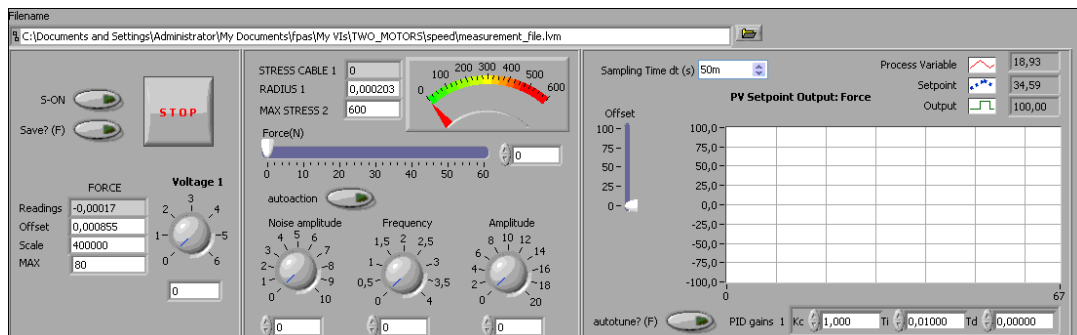 Filename
C:\Documents and Settings\Administrator\My Documents\fpas\My VIs\TWO_MOTORS\speed\measurement_file.lvm
S-ON
Save? (F)
STOP
FORCE
Readings -0,00017
Offset 0,000855
Scale 400000
MAX 80
Voltage 1
0 1 2 3 4 5 6
0
STRESS CABLE 1 0
RADIUS 1 0,000203
MAX STRESS 2 600
0 100 200 300 400 500 600
Force(N)
0 10 20 30 40 50 60
0
autoaction
Noise amplitude
0 1 2 3 4 5 6 7 8 9 10
0
Frequency
0 0,5 1 1,5 2 2,5 3 3,5 4
0
Amplitude
0 2 4 6 8 10 12 14 16 18 20
0
Sampling Time dt (s) 50m
Process Variable 18,93
Setpoint 34,59
Output 100,00
PV Setpoint Output: Force
Offset
100
75
50
25
0
100,0
75,0
50,0
25,0
0,0
-25,0
-50,0
-75,0
-100,0
0 67
autotune? (F)
PID gains 1 Kc 1,000 Ti 0,01000 Td 0,00000